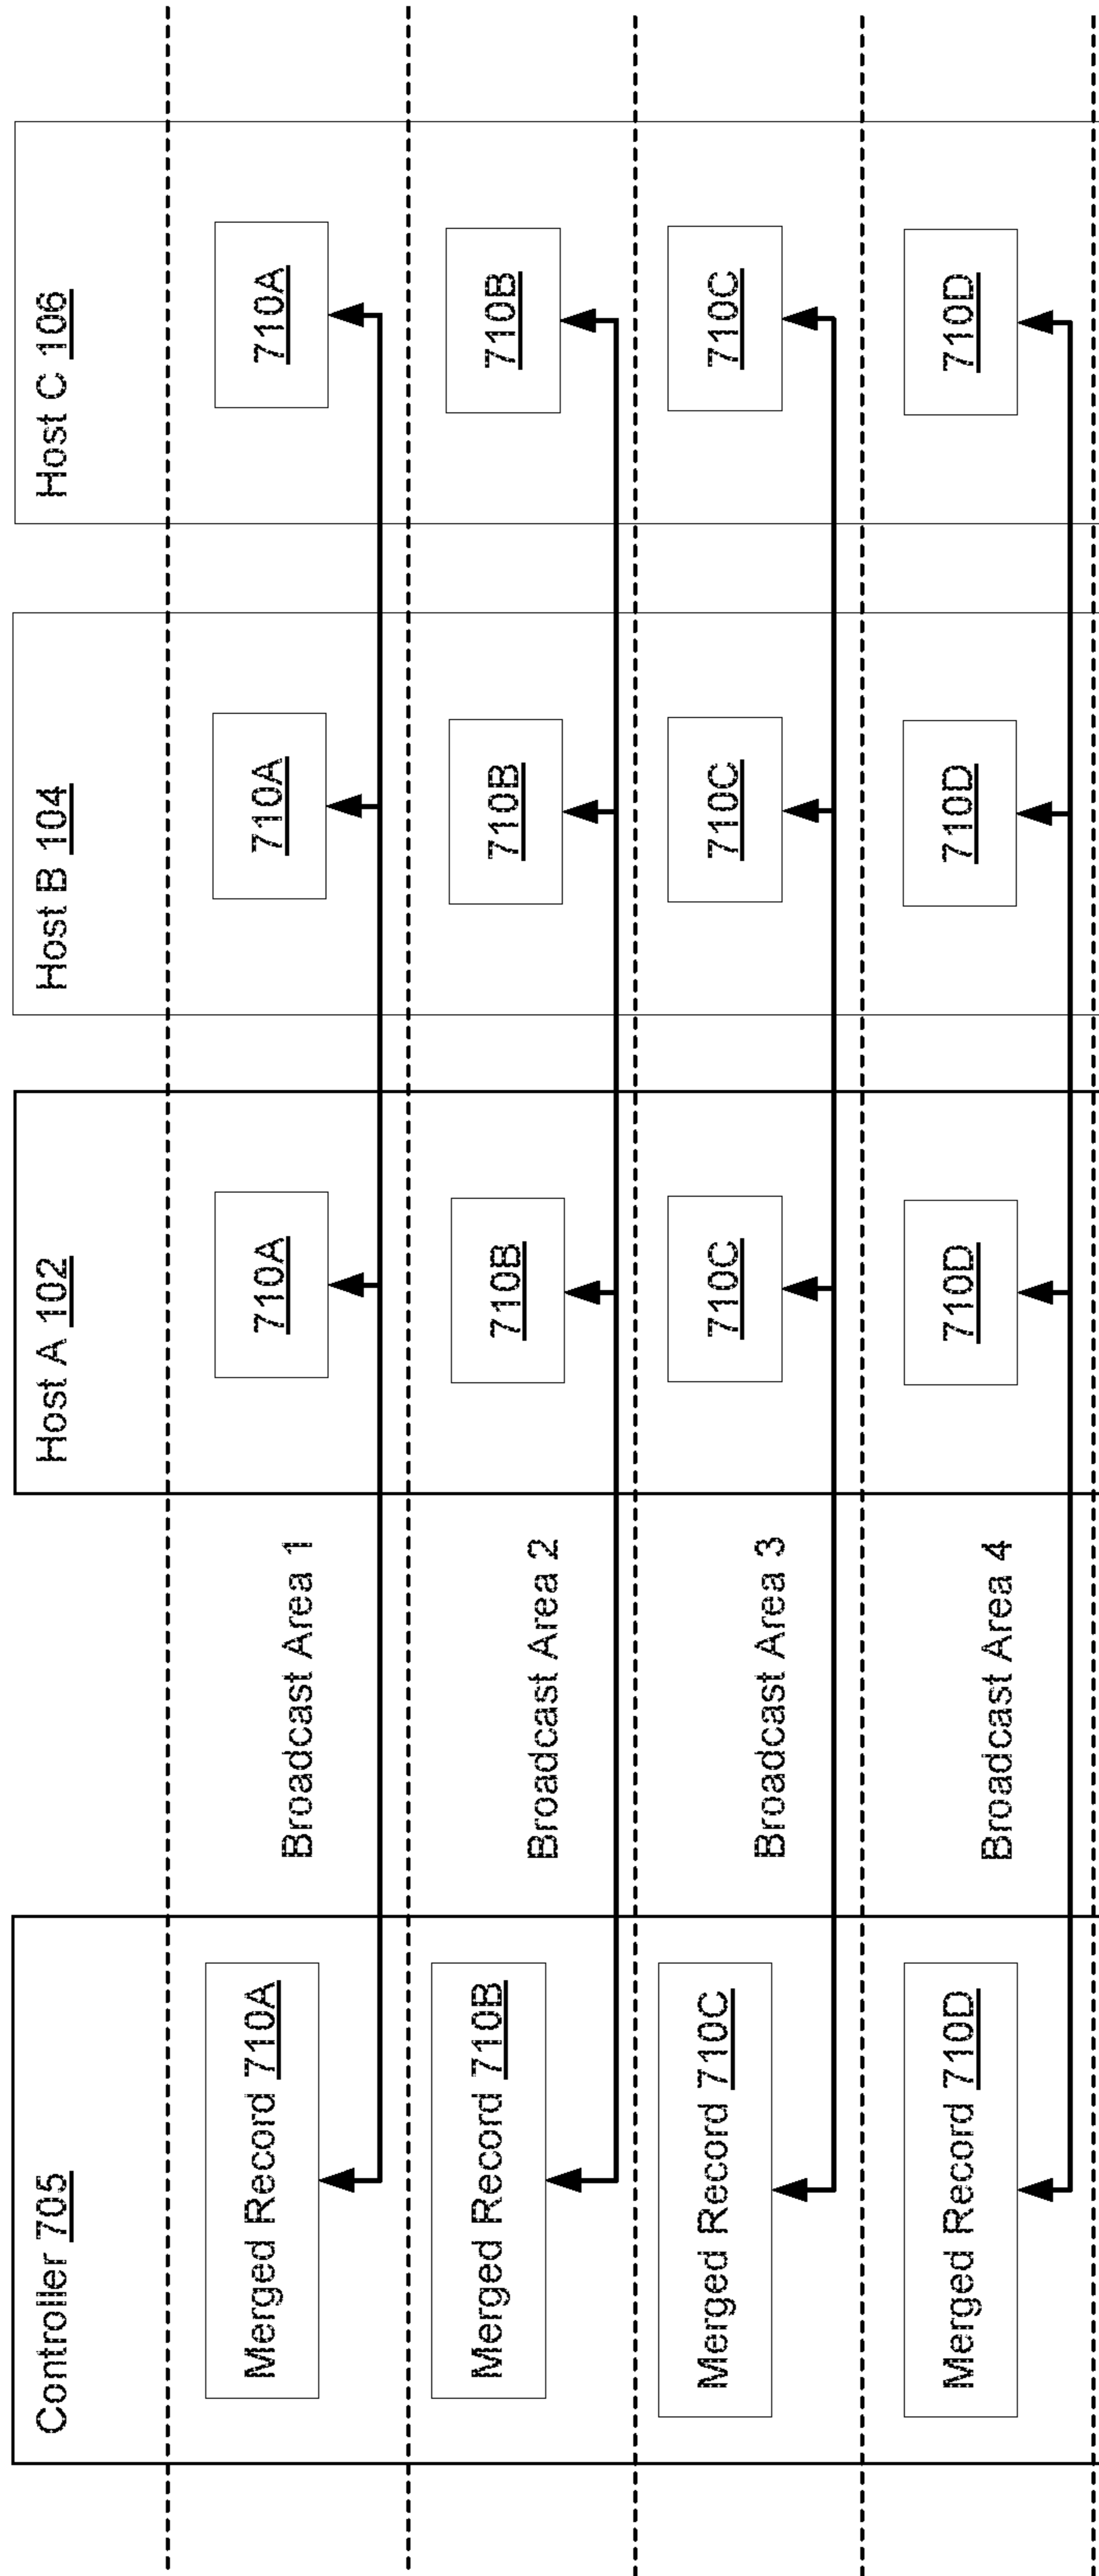 Controller 705
Host A 102
Host B 104
Host C 106
Merged Record 710A
Broadcast Area 1
710A
710A
710A
Merged Record 710B
Broadcast Area 2
710B
710B
710B
Merged Record 710C
Broadcast Area 3
710C
710C
710C
Merged Record 710D
Broadcast Area 4
710D
710D
710D